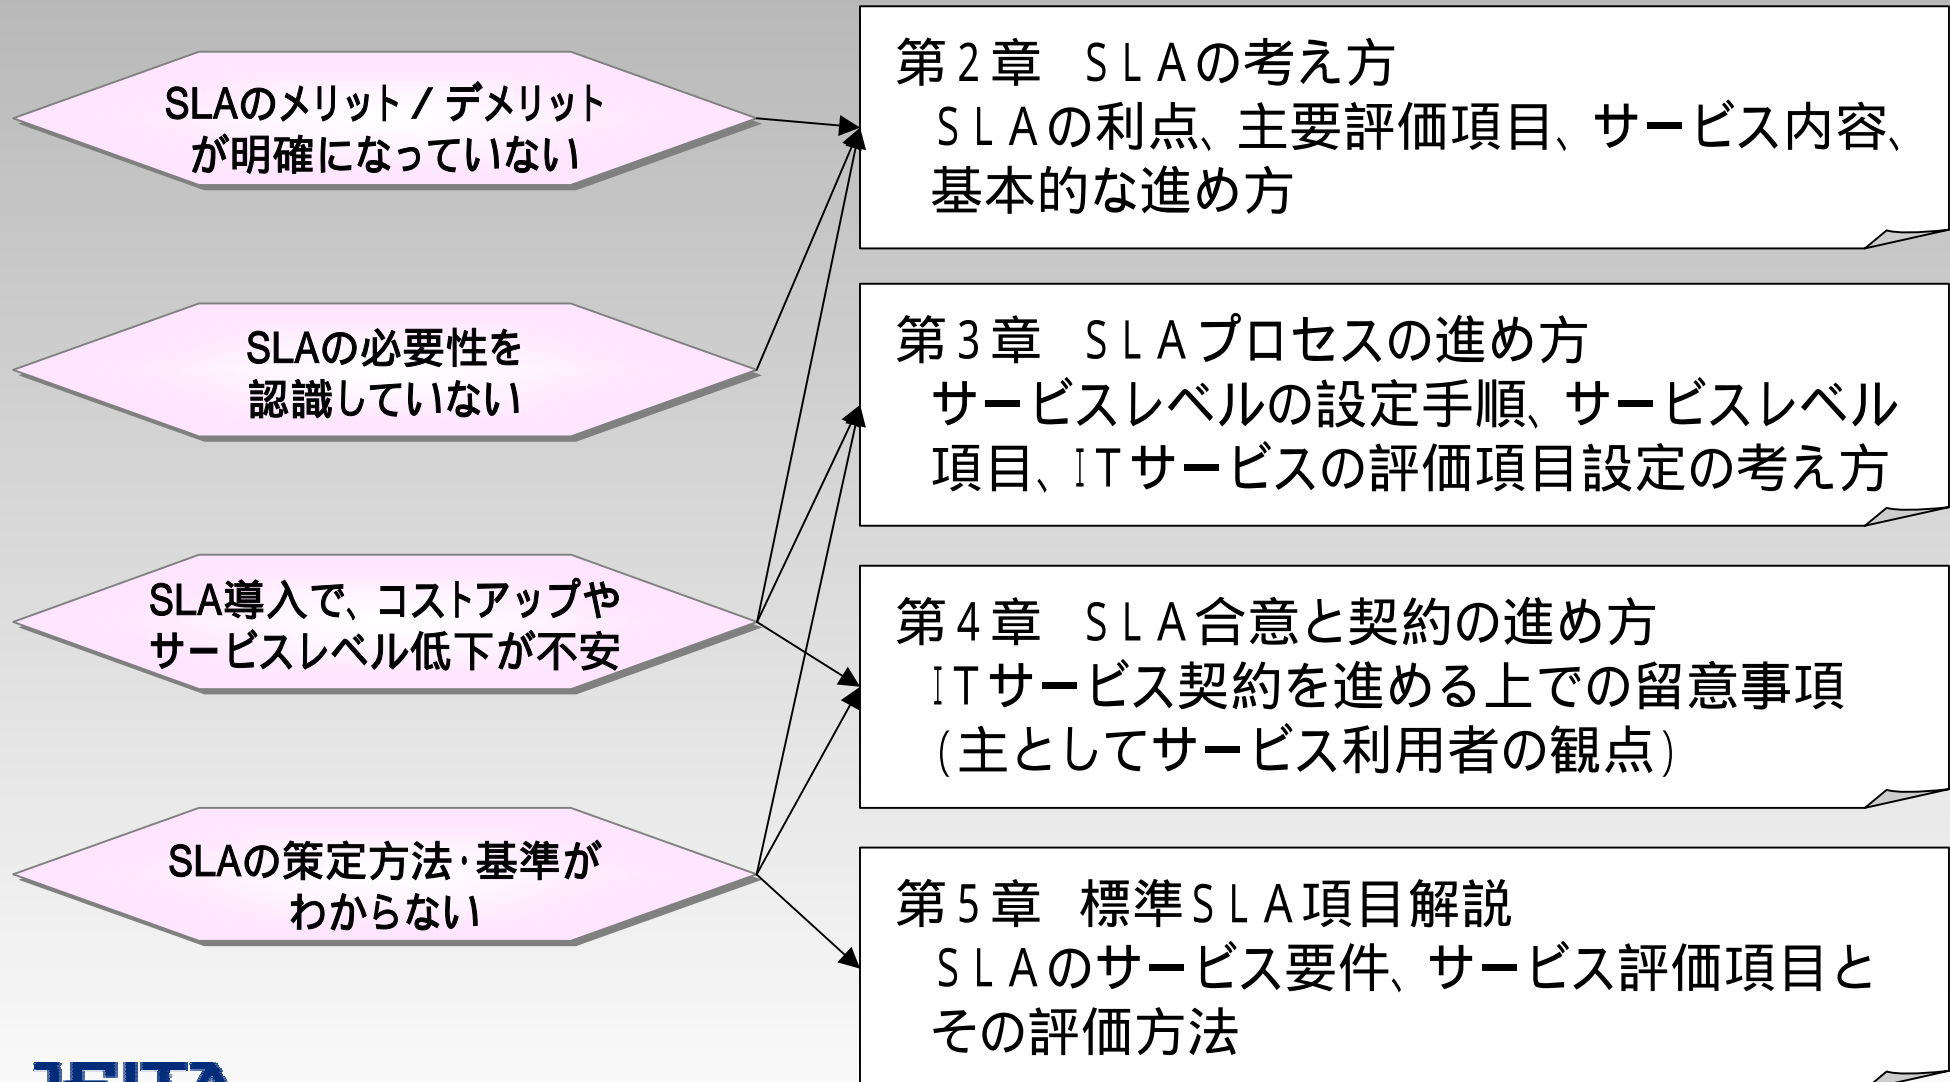 SLAのメリット/デメリット
が明確になっていない
SLAの必要性を
認識していない
SLA導入で、コストアップや
サービスレベル低下が不安
SLAの策定方法・基準が
わからない
第2章 SLAの考え方
SLAの利点、主要評価項目、サービス内容、
基本的な進め方
第3章 SLAプロセスの進め方
サービスレベルの設定手順、サービスレベル
項目、ITサービスの評価項目設定の考え方
第4章 SLA合意と契約の進め方
ITサービス契約を進める上での留意事項
(主としてサービス利用者の観点)
第5章 標準SLA項目解説
SLAのサービス要件、サービス評価項目と
その評価方法
JEITA